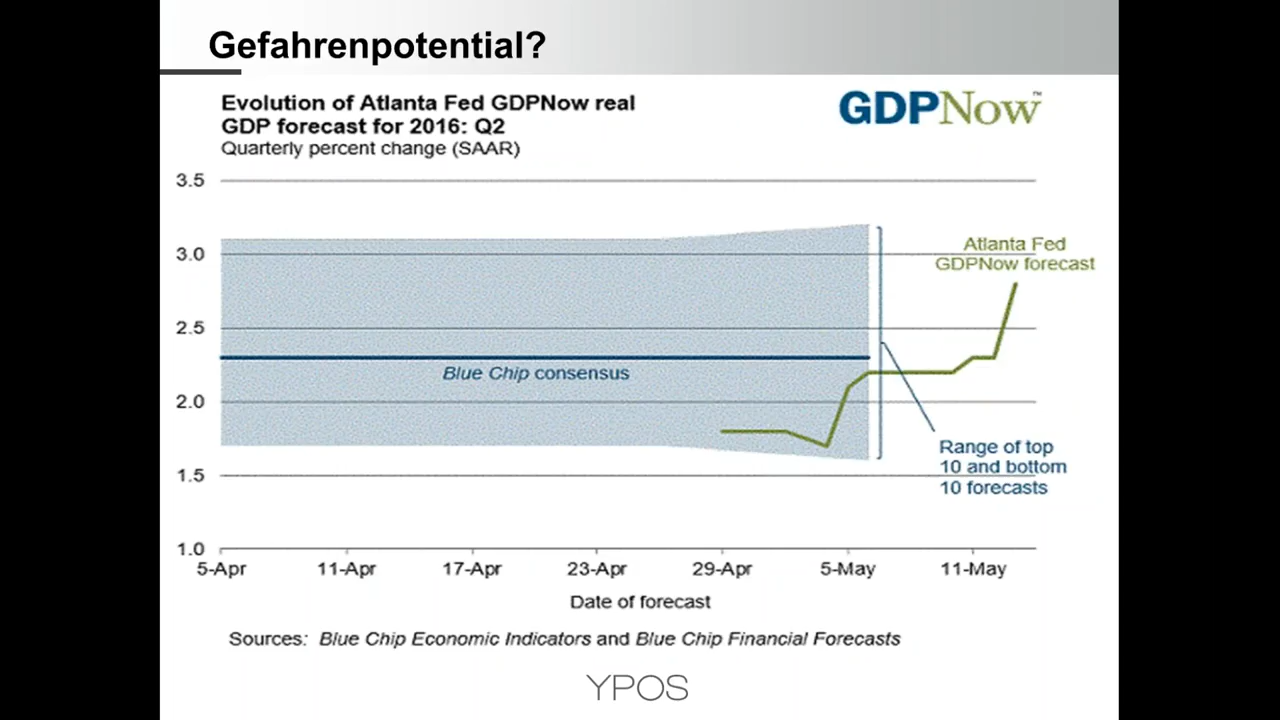 Gefahrenpotential?
Evolution of Atlanta Fed GDPNow real
GDP forecast for 2016: Q2
Quarterly percent change (SAAR)
GDPNow™
3.5
3.0
2.5
2.0
1.5
1.0
Atlanta Fed
GDPNow forecast
Blue Chip consensus
Range of top
10 and bottom
10 forecasts
5-Apr 11-Apr 17-Apr 23-Apr 29-Apr 5-May 11-May
Date of forecast
Sources: Blue Chip Economic Indicators and Blue Chip Financial Forecasts
YPOS